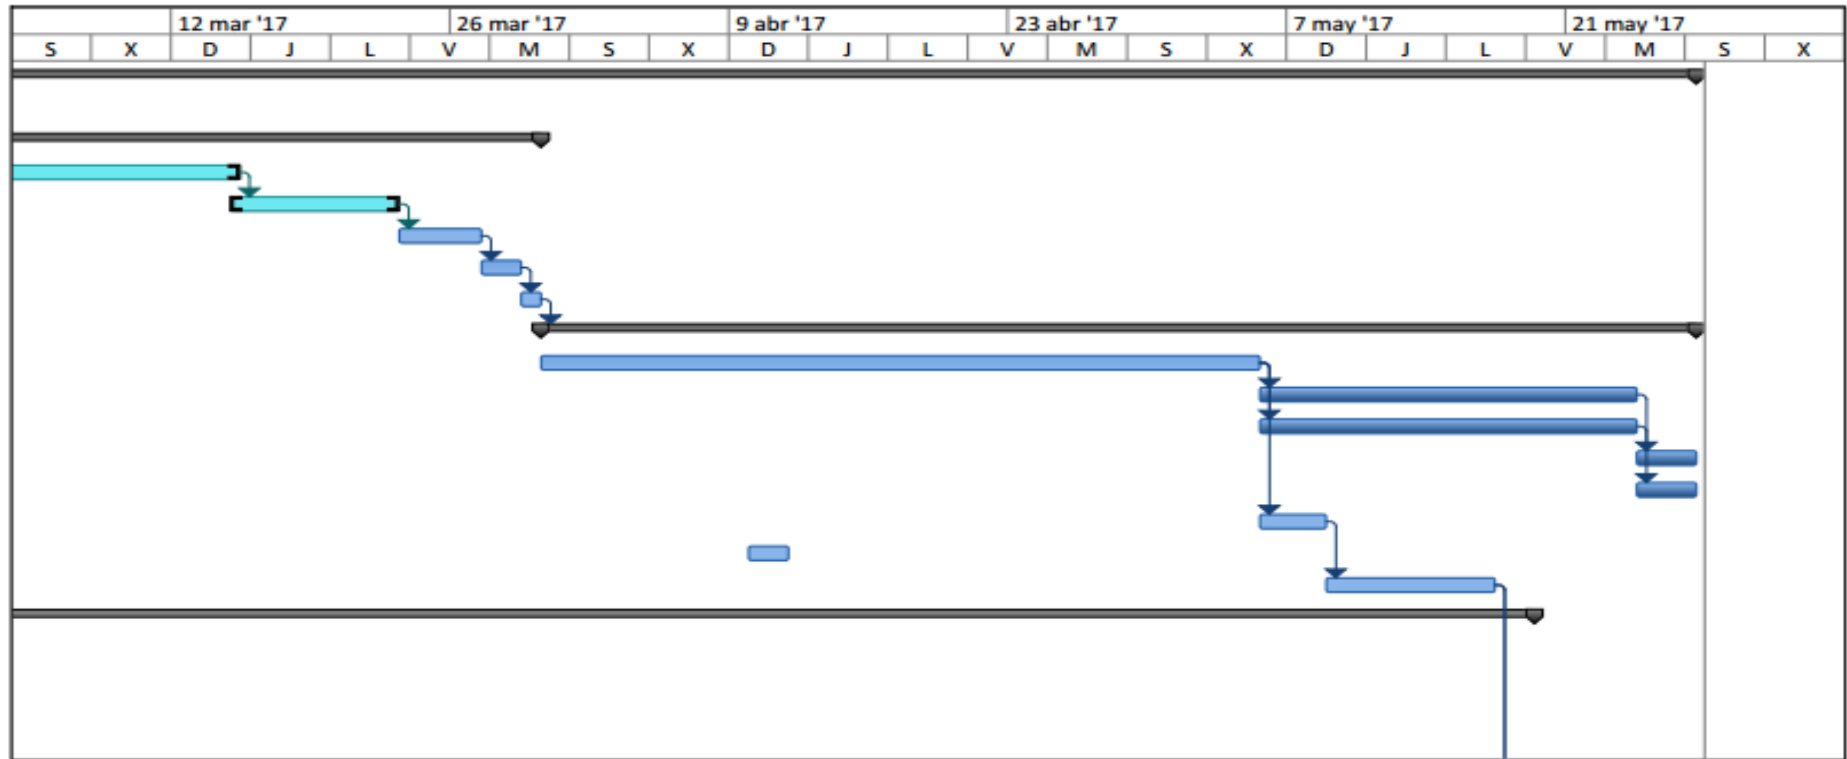 12 mar '17 26 mar '17 9 abr '17 23 abr '17 7 may '17 21 may '17
S X D J L V M S X D J L V M S X D J L V M S X